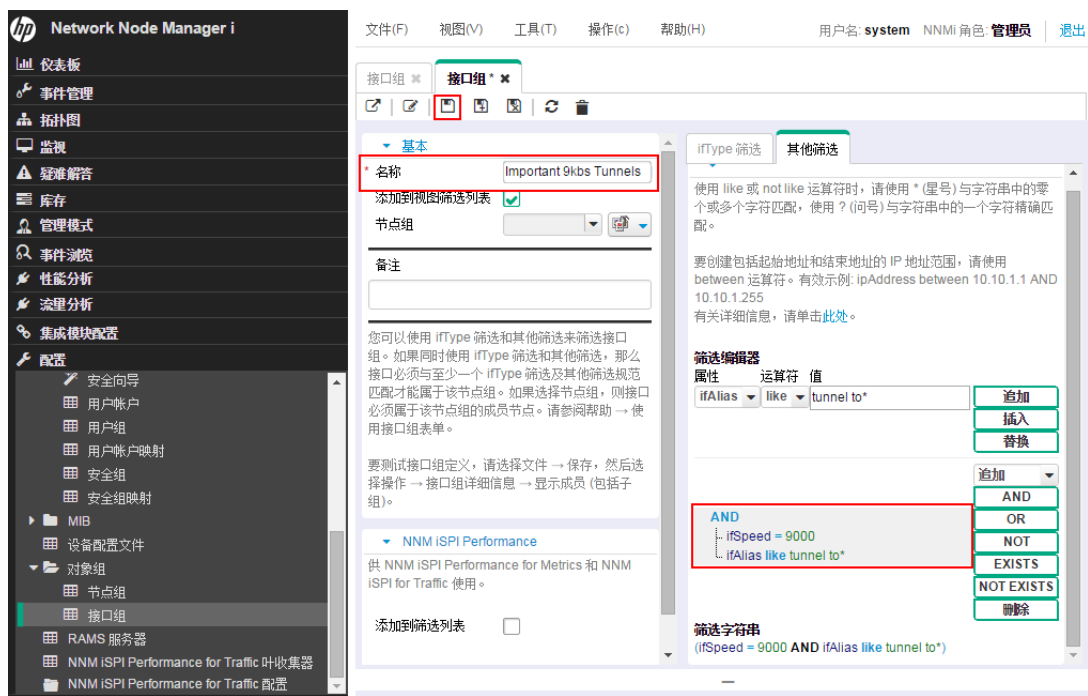 hp Network Node Manager i
文件(F) 视图(V) 工具(T) 操作(c) 帮助(H) 用户名: system NNMi 角色: 管理员 退出
仪表板
事件管理
拓扑图
监视
疑难解答
库存
管理模式
事件浏览
性能分析
流量分析
集成模块配置
配置
安全向导
用户帐户
用户组
用户帐户映射
安全组
安全组映射
MIB
设备配置文件
对象组
节点组
接口组
RAMS 服务器
NNM iSPI Performance for Traffic 叶收集器
NNM iSPI Performance for Traffic 配置
接口组 接口组 *
基本
* 名称 Important 9kbs Tunnels
添加到视图筛选列表
节点组
备注
您可以使用 ifType 筛选和其他筛选来筛选接口
组。如果同时使用 ifType 筛选和其他筛选，那么
接口必须与至少一个 ifType 筛选及其他筛选规范
匹配才能属于该节点组。如果选择节点组，则接口
必须属于该节点组的成员节点。请参阅帮助 → 使
用接口组表单。
要测试接口组定义，请选择文件 → 保存，然后选
择操作 → 接口组详细信息 → 显示成员 (包括子
组)。
NNM iSPI Performance
供 NNM iSPI Performance for Metrics 和 NNM
iSPI for Traffic 使用。
添加到筛选列表
ifType 筛选 其他筛选
使用 like 或 not like 运算符时，请使用 * (星号) 与字符串中的零
个或多个字符匹配，使用 ? (问号) 与字符串中的一个字符精确匹
配。
要创建包括起始地址和结束地址的 IP 地址范围，请使用
between 运算符。有效示例: ipAddress between 10.10.1.1 AND
10.10.1.255
有关详细信息，请单击此处。
筛选编辑器
属性 运算符 值
ifAlias like tunnel to* 追加
插入
替换
追加
AND
OR
NOT
EXISTS
NOT EXISTS
删除
AND
ifSpeed = 9000
ifAlias like tunnel to*
筛选字符串
(ifSpeed = 9000 AND ifAlias like tunnel to*)